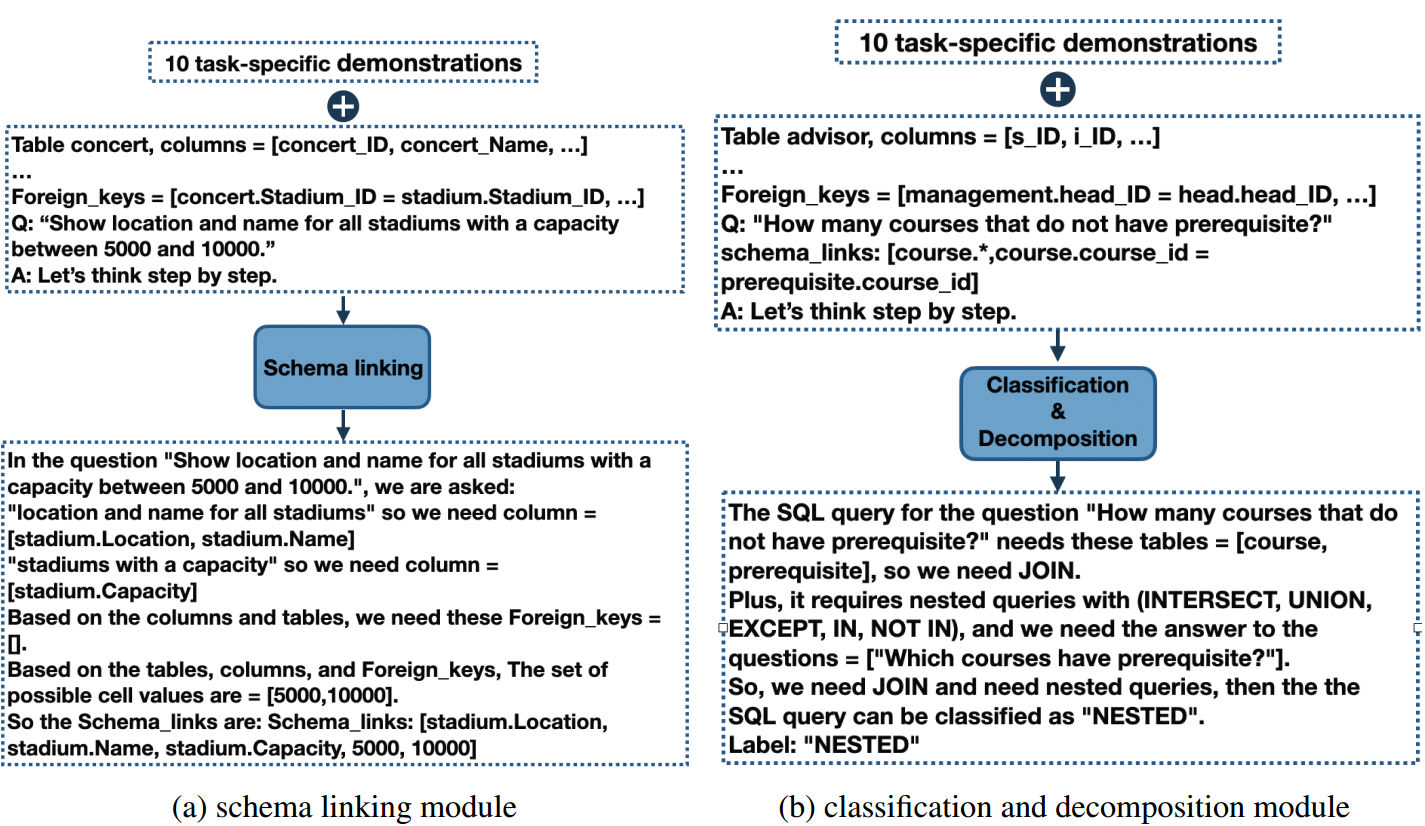 10 task-specific demonstrations
Table concert, columns = [concert_ID, concert_Name, ...]
...
Foreign_keys = [concert.Stadium_ID = stadium.Stadium_ID, ...]
Q: “Show location and name for all stadiums with a capacity
between 5000 and 10000.”
A: Let’s think step by step.
Schema linking
In the question "Show location and name for all stadiums with a
capacity between 5000 and 10000.", we are asked:
"location and name for all stadiums" so we need column =
[stadium.Location, stadium.Name]
"stadiums with a capacity" so we need column =
[stadium.Capacity]
Based on the columns and tables, we need these Foreign_keys =
[].
Based on the tables, columns, and Foreign_keys, The set of
possible cell values are = [5000,10000].
So the Schema_links are: Schema_links: [stadium.Location,
stadium.Name, stadium.Capacity, 5000, 10000]
(a) schema linking module
10 task-specific demonstrations
Table advisor, columns = [s_ID, i_ID, ...]
...
Foreign_keys = [management.head_ID = head.head_ID, ...]
Q: "How many courses that do not have prerequisite?"
schema_links: [course.*,course.course_id =
prerequisite.course_id]
A: Let’s think step by step.
Classification
&
Decomposition
The SQL query for the question "How many courses that do
not have prerequisite?" needs these tables = [course,
prerequisite], so we need JOIN.
Plus, it requires nested queries with (INTERSECT, UNION,
EXCEPT, IN, NOT IN), and we need the answer to the
questions = ["Which courses have prerequisite?"].
So, we need JOIN and need nested queries, then the the
SQL query can be classified as "NESTED".
Label: "NESTED"
(b) classification and decomposition module